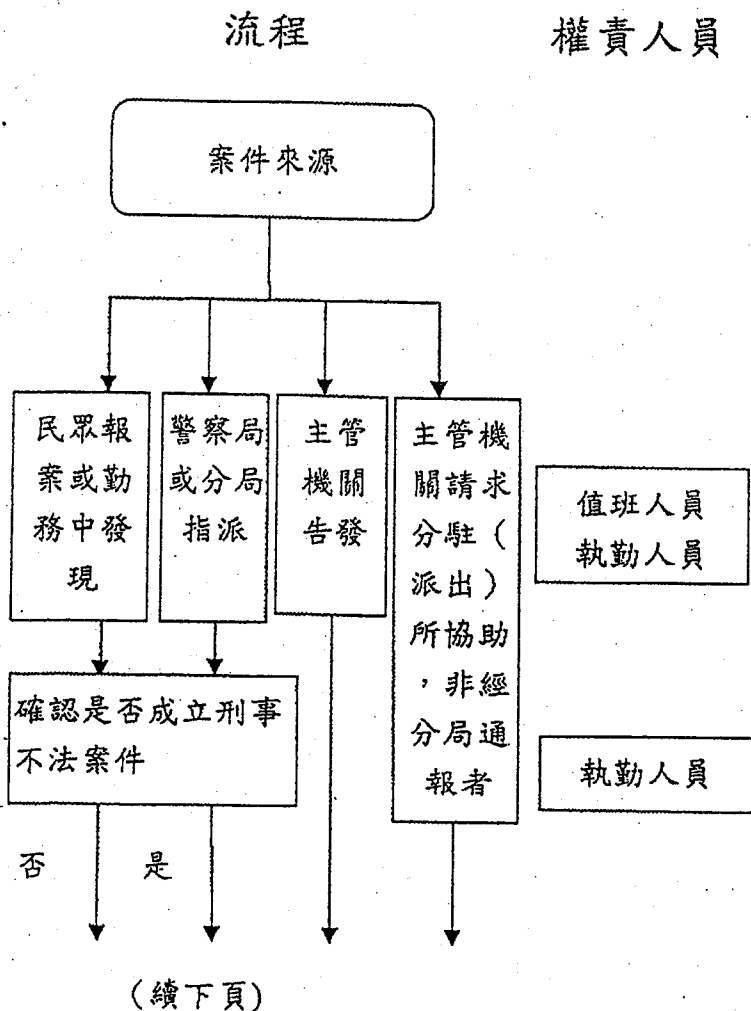 流程
權責人員
案件來源
民眾報
案或勤
務中發
現
警察局
或分局
指派
主管
機關
告發
主管機
關請求
分駐（
派出）
所協助
，非經
分局通
報者
值班人員
執勤人員
確認是否成立刑事
不法案件
執勤人員
否
是
(續下頁)